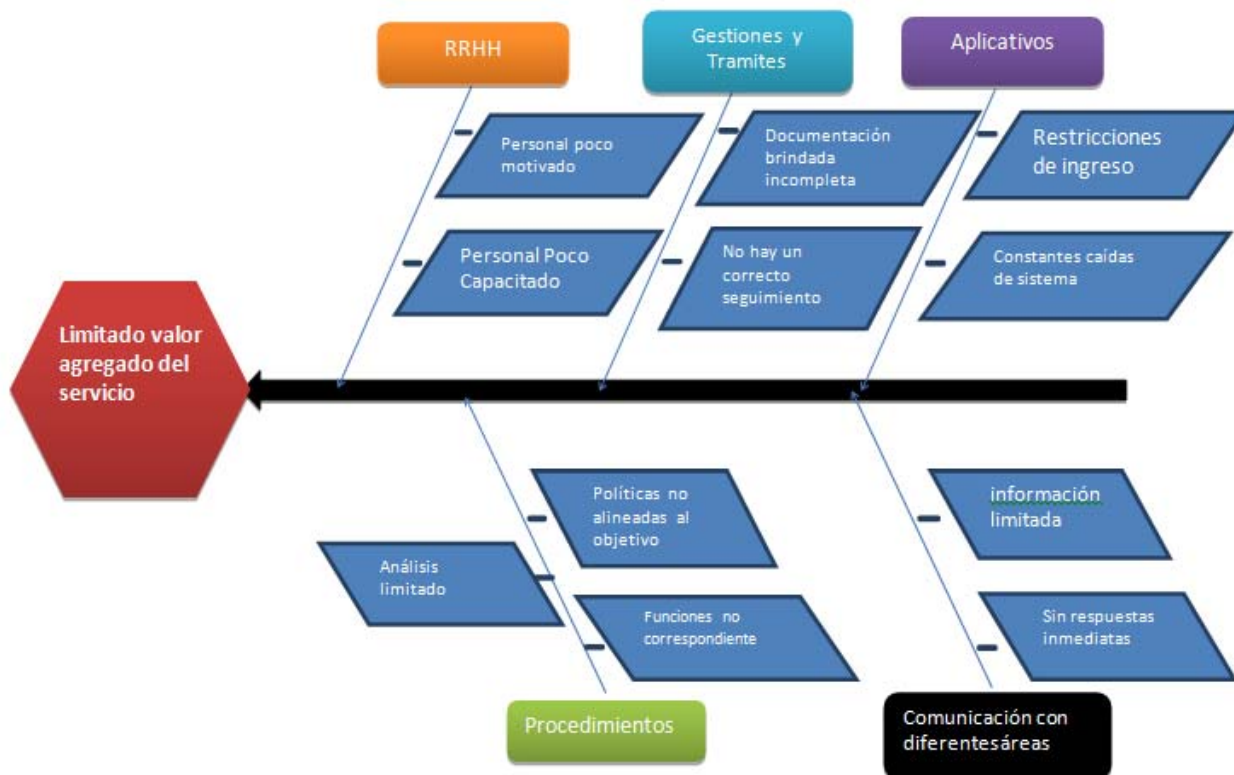 RRHH
Gestiones y
Tramites
Aplicativos
Personal poco
motivado
Documentación
brindada
incompleta
Restricciones
de ingreso
Personal Poco
Capacitado
No hay un
correcto
seguimiento
Constantes caídas
de sistema
Limitado valor
agregado del
servicio
Políticas no
alineadas al
objetivo
información
limitada
Análisis
limitado
Funciones no
correspondiente
Sin respuestas
inmediatas
Procedimientos
Comunicación con
diferentesáreas